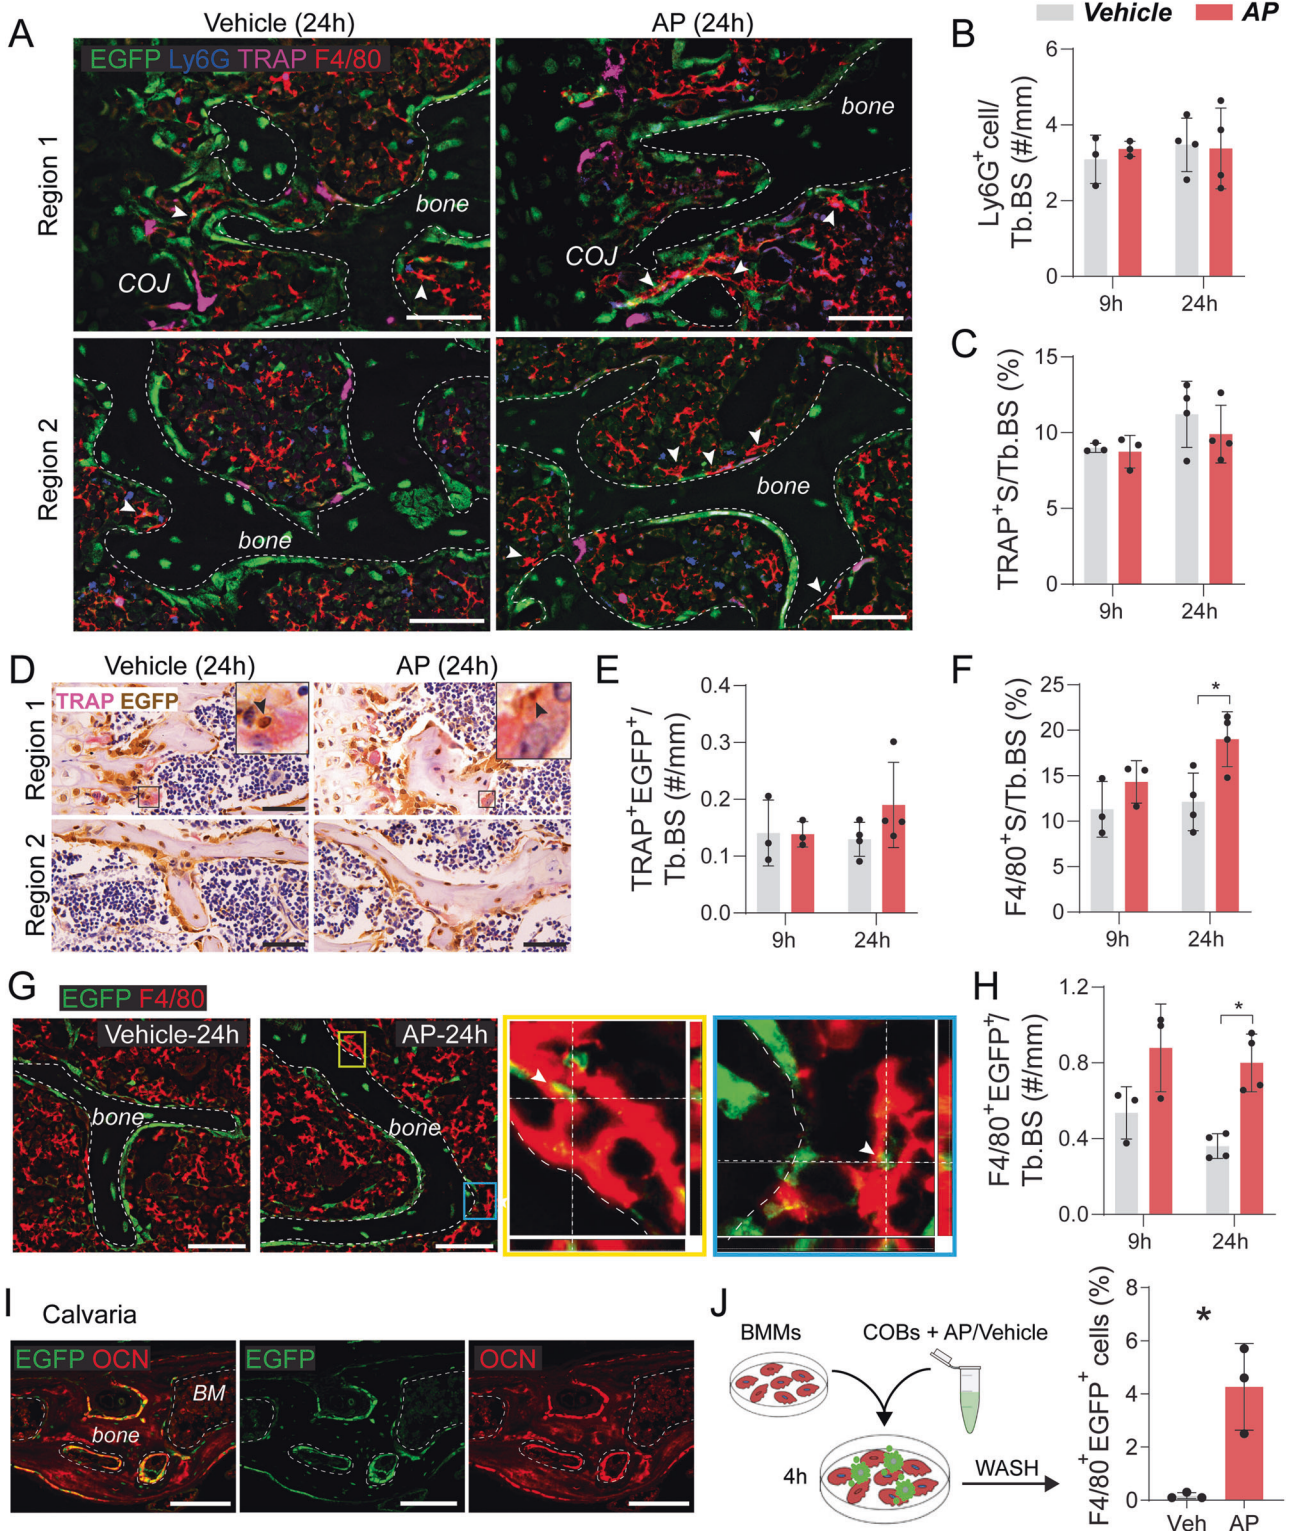 A
Vehicle (24h)
AP (24h)
Vehicle
AP
EGFP Ly6G TRAP F4/80
Region 1
COJ
bone
COJ
bone
Region 2
bone
bone
B
Ly6G⁺cell/
Tb.BS (#/mm)
6
4
2
0
9h
24h
C
TRAP⁺S/Tb.BS (%)
15
10
5
0
9h
24h
D
Vehicle (24h)
AP (24h)
TRAP EGFP
Region 1
Region 2
E
TRAP⁺EGFP⁺/
Tb.BS (#/mm)
0.4
0.3
0.2
0.1
0.0
9h
24h
F
F4/80⁺S/Tb.BS (%)
25
20
15
10
5
0
*
9h
24h
G
EGFP F4/80
Vehicle-24h
AP-24h
bone
bone
H
F4/80⁺EGFP⁺/
Tb.BS (#/mm)
1.2
0.8
0.4
0.0
*
9h
24h
I
Calvaria
EGFP OCN
EGFP
OCN
BM
bone
J
BMMs
COBs + AP/Vehicle
4h
WASH
F4/80⁺EGFP⁺ cells (%)
8
6
4
2
0
*
Veh
AP